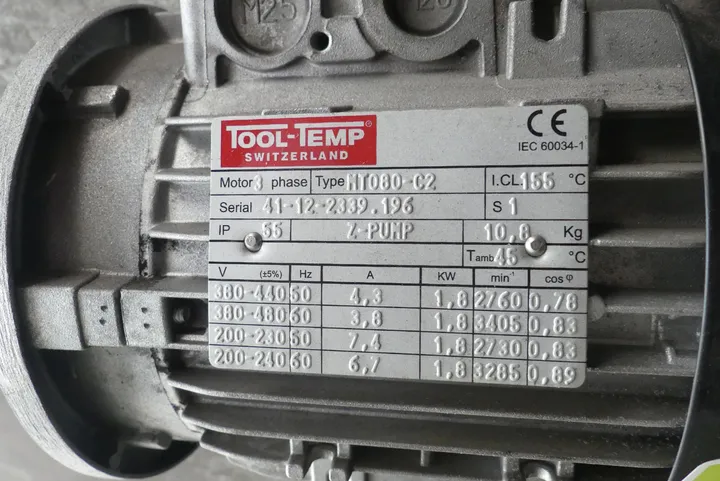 M25
TOOL-TEMP®
SWITZERLAND
CE
IEC 60034-1
Motor 3 phase Type MT080-C2 I.CL 155 °C
Serial 41-12-2339.196 S 1
IP 55 Z-PUMP 10,8 Kg
Tamb 45 °C
V (±5%) Hz A KW min-1 cos φ
380-440 50 4,3 1,8 2760 0,78
380-480 60 3,8 1,8 3405 0,83
200-230 50 7,4 1,8 2730 0,83
200-240 60 6,7 1,8 3285 0,89